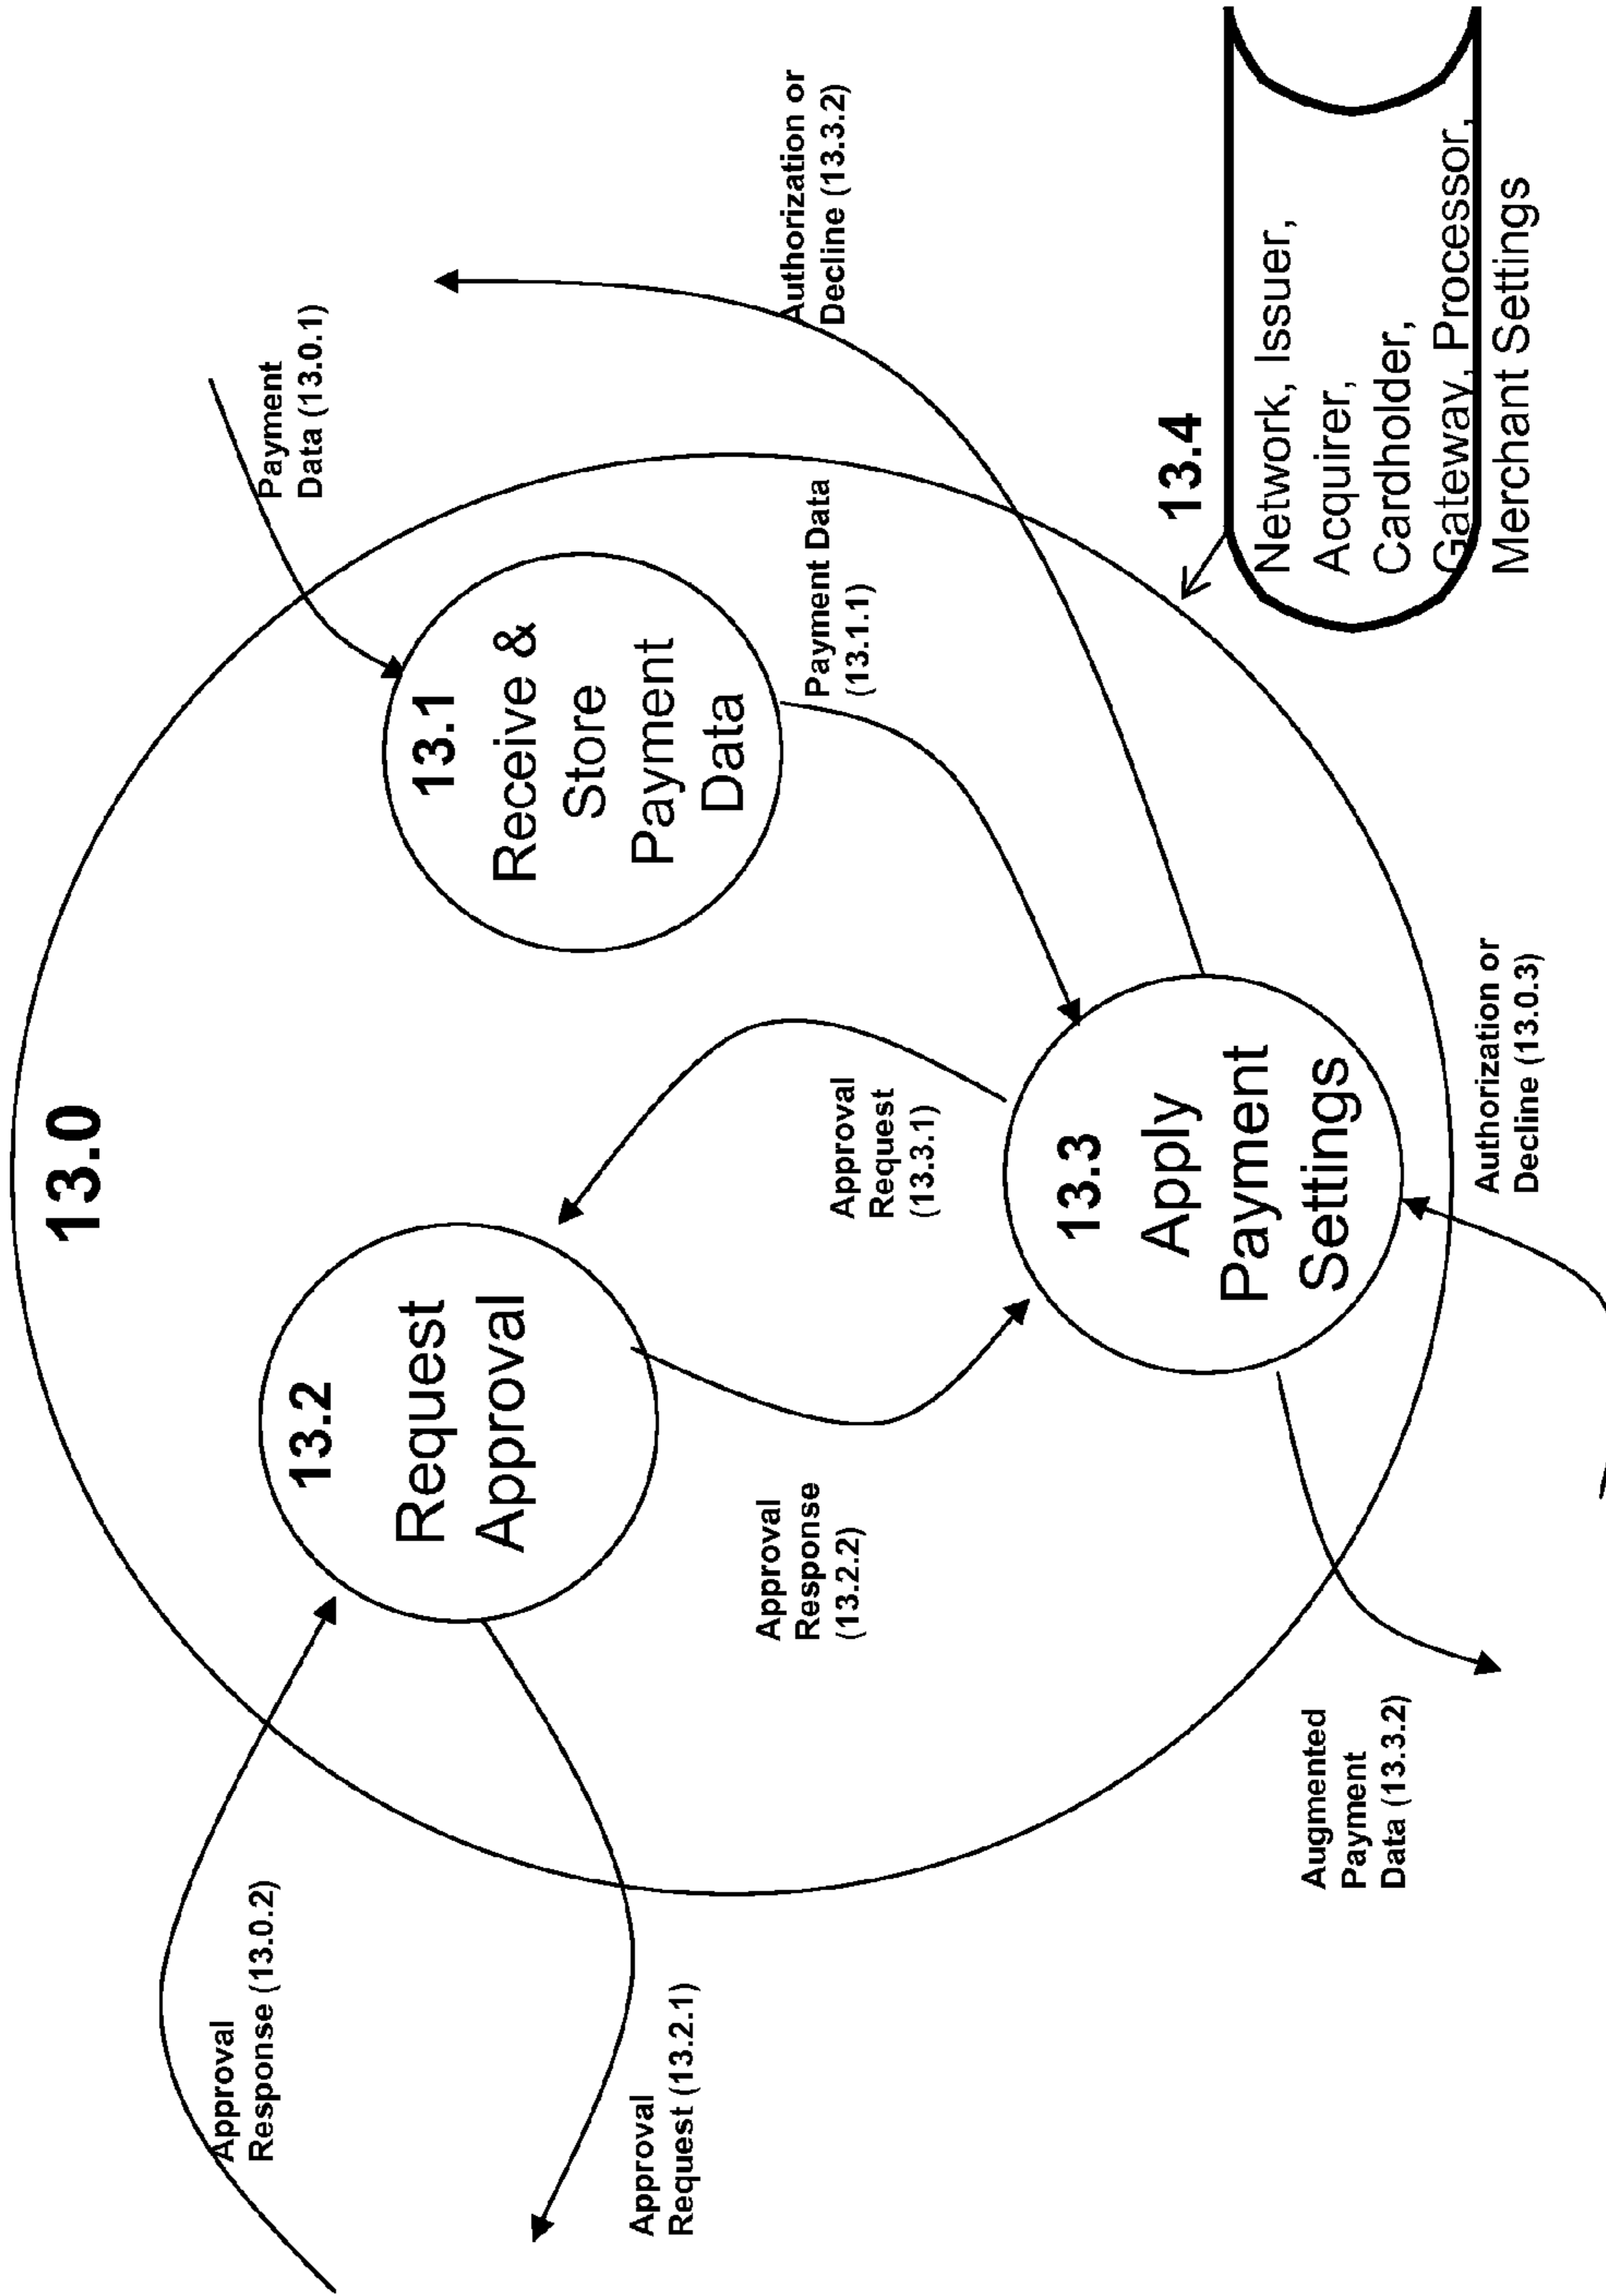 13.0
Approval
Response (13.0.2)
13.2
Request
Approval
Payment
Data (13.0.1)
13.1
Receive &
Store
Payment
Data
Approval
Request (13.2.1)
Approval
Response
(13.2.2)
Approval
Request
(13.3.1)
Payment Data
(13.1.1)
Authorization or
Decline (13.3.2)
13.3
Apply
Payment
Settings
Augmented
Payment
Data (13.3.2)
Authorization or
Decline (13.0.3)
13.4
Network, Issuer,
Acquirer,
Cardholder,
Gateway, Processor,
Merchant Settings